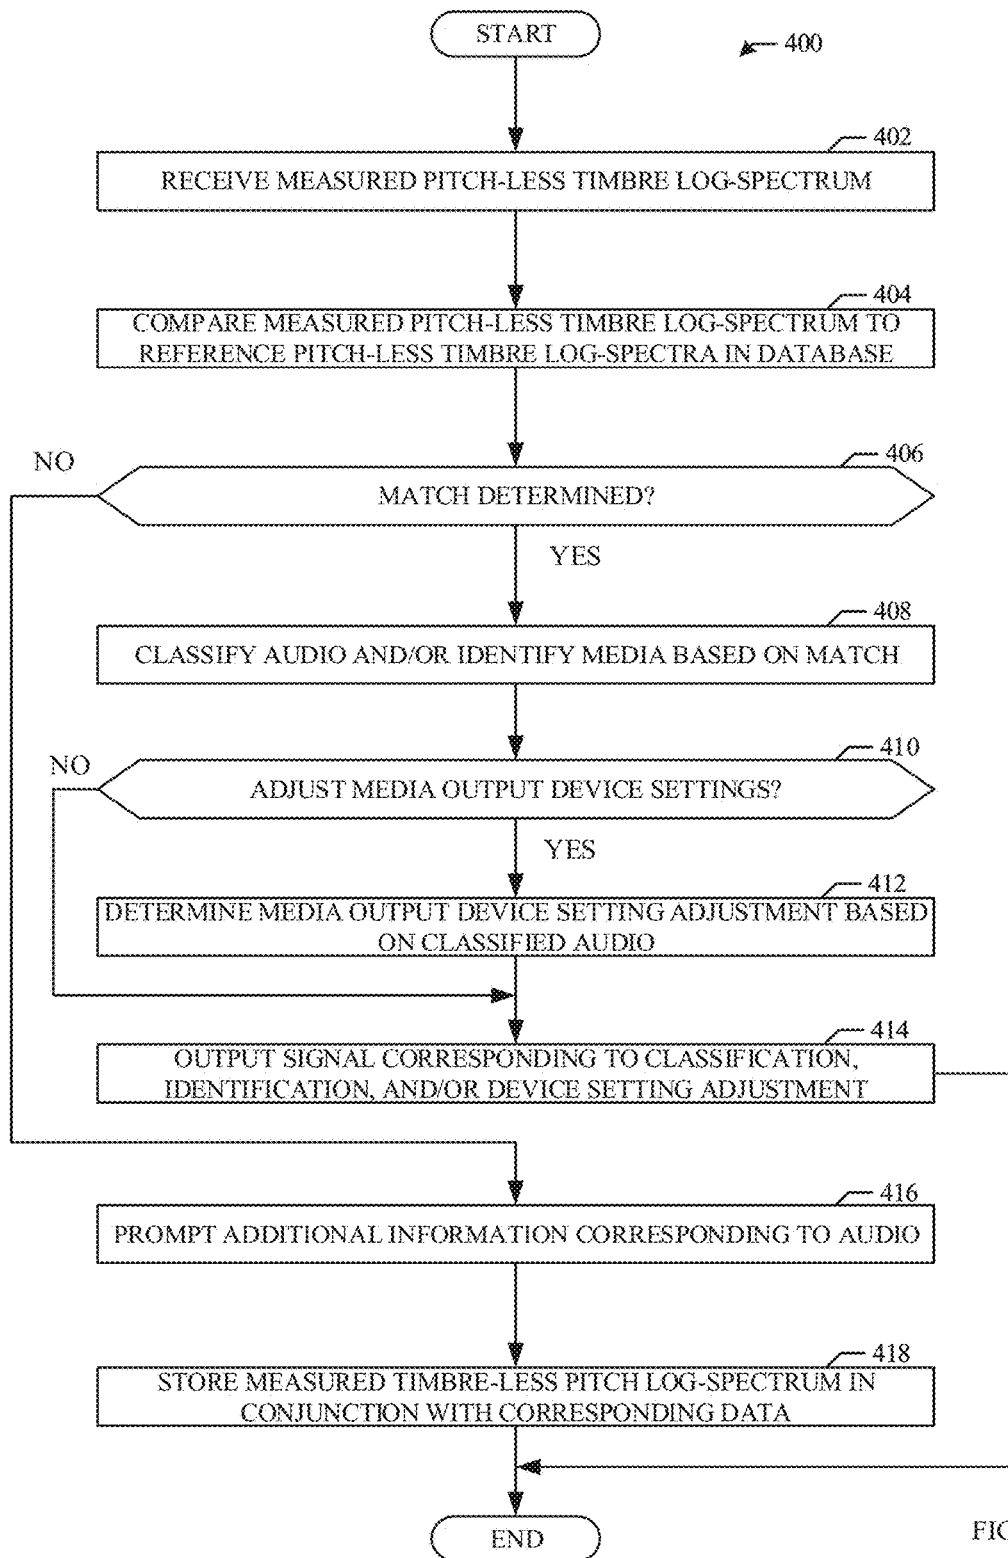 START
400
402
RECEIVE MEASURED PITCH-LESS TIMBRE LOG-SPECTRUM
404
COMPARE MEASURED PITCH-LESS TIMBRE LOG-SPECTRUM TO
REFERENCE PITCH-LESS TIMBRE LOG-SPECTRA IN DATABASE
NO
406
MATCH DETERMINED?
YES
408
CLASSIFY AUDIO AND/OR IDENTIFY MEDIA BASED ON MATCH
NO
410
ADJUST MEDIA OUTPUT DEVICE SETTINGS?
YES
412
DETERMINE MEDIA OUTPUT DEVICE SETTING ADJUSTMENT BASED
ON CLASSIFIED AUDIO
414
OUTPUT SIGNAL CORRESPONDING TO CLASSIFICATION,
IDENTIFICATION, AND/OR DEVICE SETTING ADJUSTMENT
416
PROMPT ADDITIONAL INFORMATION CORRESPONDING TO AUDIO
418
STORE MEASURED TIMBRE-LESS PITCH LOG-SPECTRUM IN
CONJUNCTION WITH CORRESPONDING DATA
END